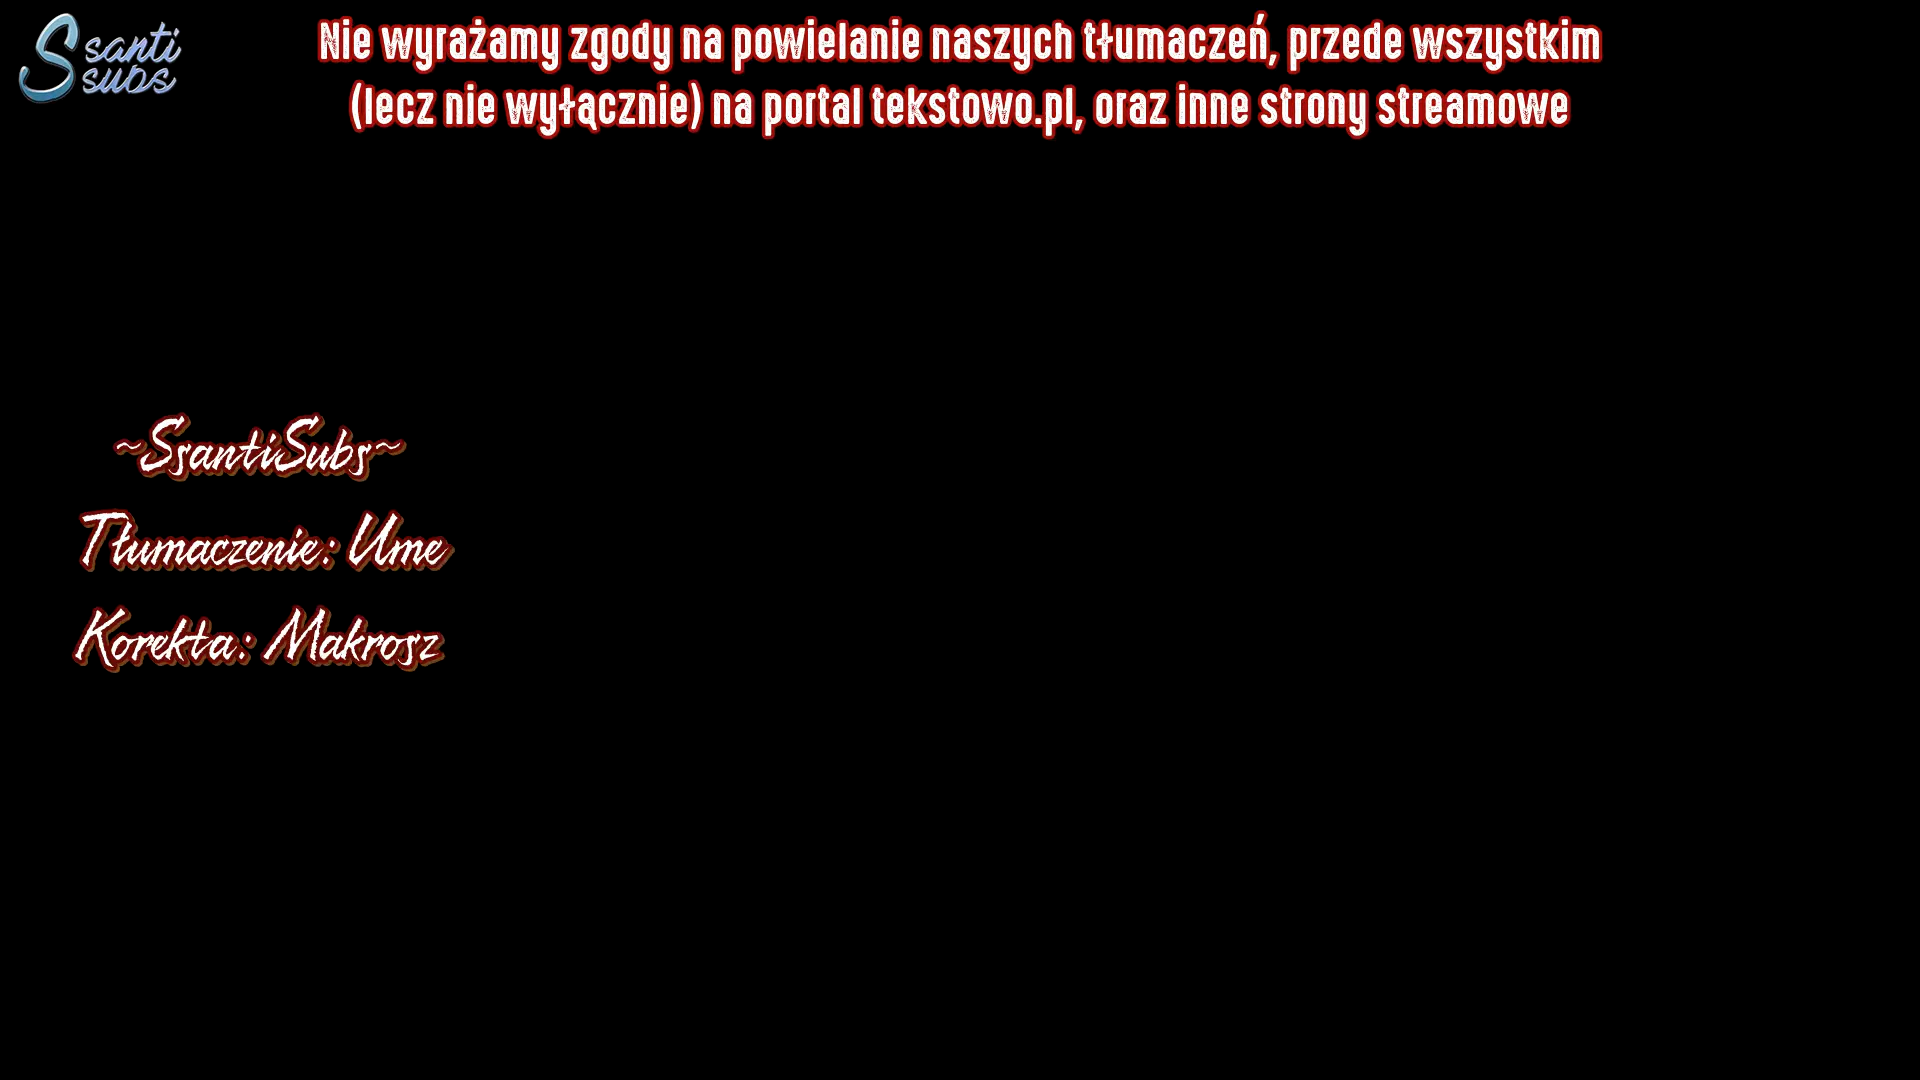 Ssanti
subs
Nie wyrażamy zgody na powielanie naszych tłumaczeń, przede wszystkim
(lecz nie wyłącznie) na portal tekstowo.pl, oraz inne strony streamowe
~SsantiSubs~
Tłumaczenie: Ume
Korekta: Makrosz